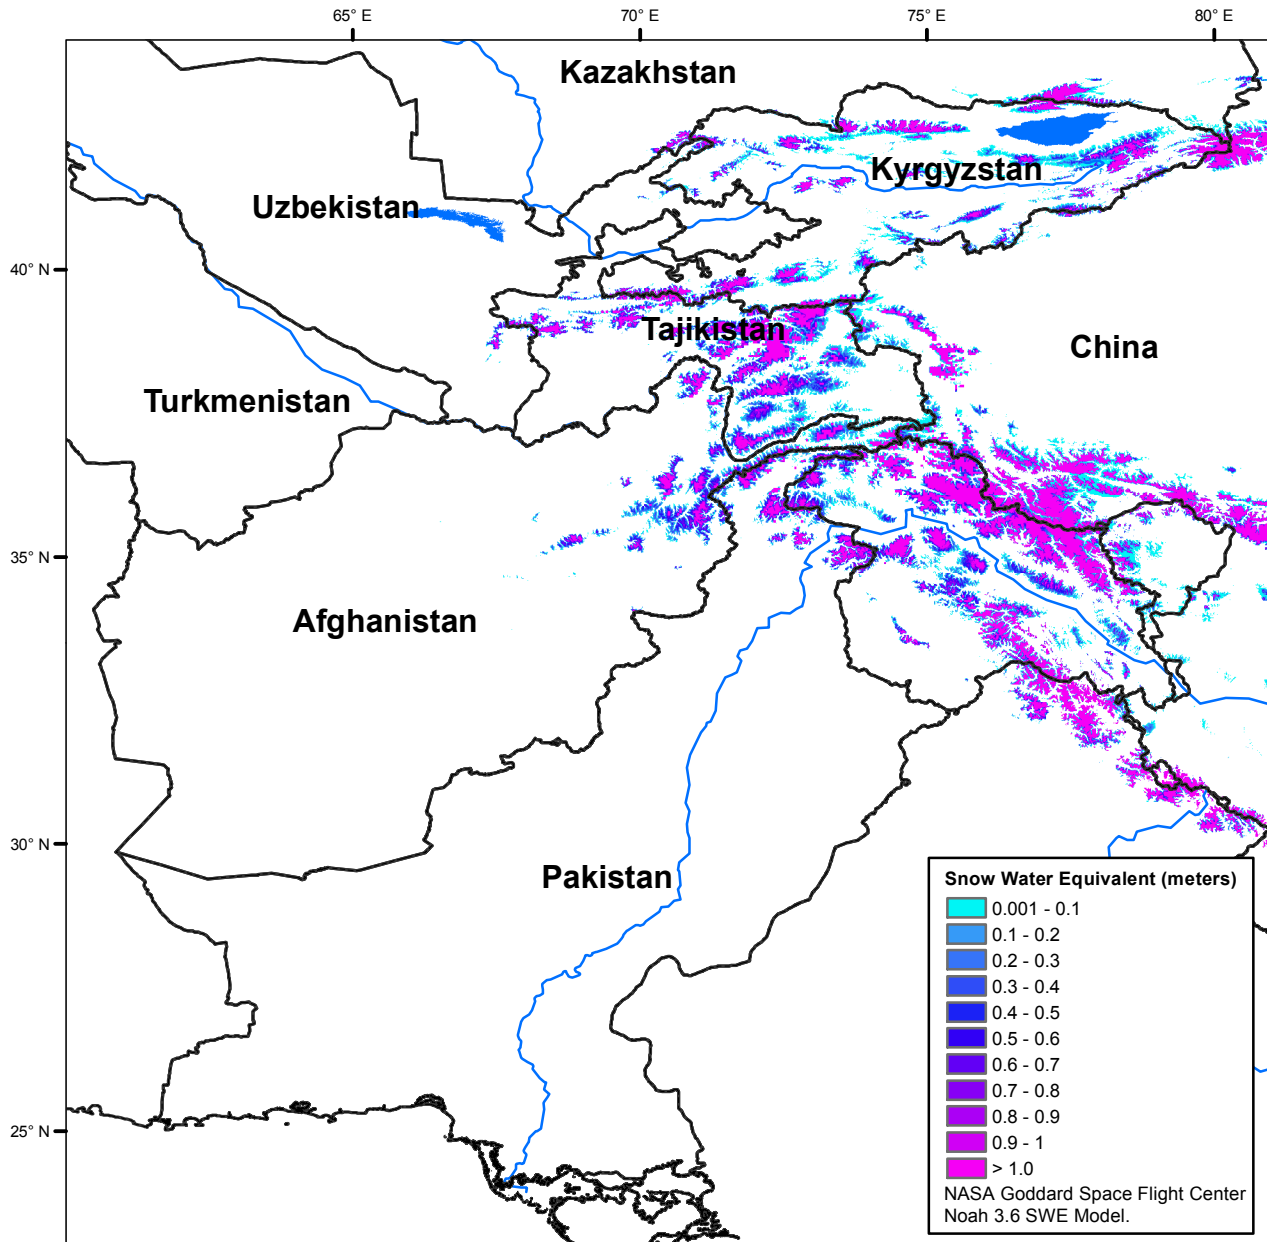 65° E
70° E
75° E
80° E
Kazakhstan
Kyrgyzstan
Uzbekistan
40° N
Tajikistan
China
Turkmenistan
35° N
Afghanistan
30° N
Pakistan
25° N
Snow Water Equivalent (meters)
0.001 - 0.1
0.1 - 0.2
0.2 - 0.3
0.3 - 0.4
0.4 - 0.5
0.5 - 0.6
0.6 - 0.7
0.7 - 0.8
0.8 - 0.9
0.9 - 1
> 1.0
NASA Goddard Space Flight Center
Noah 3.6 SWE Model.